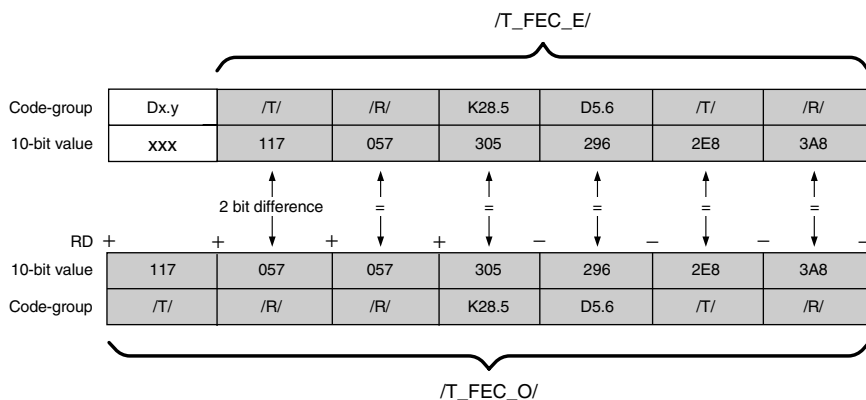 /T_FEC_E/
Code-group Dx.y /T/ /R/ K28.5 D5.6 /T/ /R/
10-bit value xxx 117 057 305 296 2E8 3A8
2 bit difference = = = = =
RD + + + + − − − −
10-bit value 117 057 057 305 296 2E8 3A8
Code-group /T/ /R/ /R/ K28.5 D5.6 /T/ /R/
/T_FEC_O/